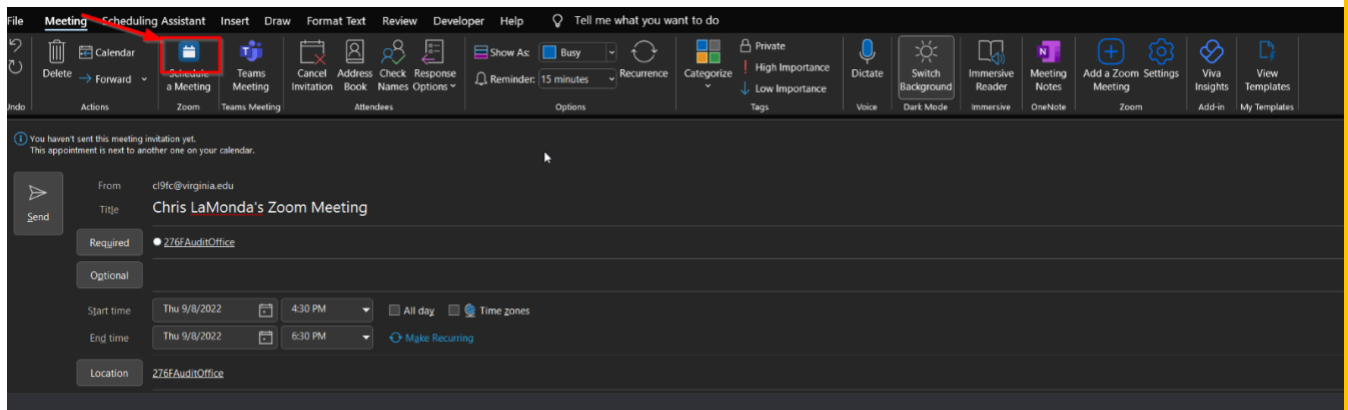 File Meeting Scheduling Assistant Insert Draw Format Text Review Developer Help Tell me what you want to do
Calendar
Delete
Forward
Schedule
a Meeting
Teams
Meeting
Cancel
Invitation
Address
Book
Check
Names
Response
Options
Show As: Busy
Reminder: 15 minutes
Recurrence
Categorize
Private
High Importance
Low Importance
Dictate
Switch
Background
Immersive
Reader
Meeting
Notes
Add a Zoom
Meeting
Settings
Viva
Insights
View
Templates
Undo Actions Zoom Teams Meeting Attendees Options Tags Voice Dark Mode Immersive OneNote Zoom Add-in My Templates
You haven't sent this meeting invitation yet.
This appointment is next to another one on your calendar.
Send
From cl9fc@virginia.edu
Title Chris LaMonda's Zoom Meeting
Required 276FAuditOffice
Optional
Start time Thu 9/8/2022 4:30 PM All day Time zones
End time Thu 9/8/2022 6:30 PM Make Recurring
Location 276FAuditOffice